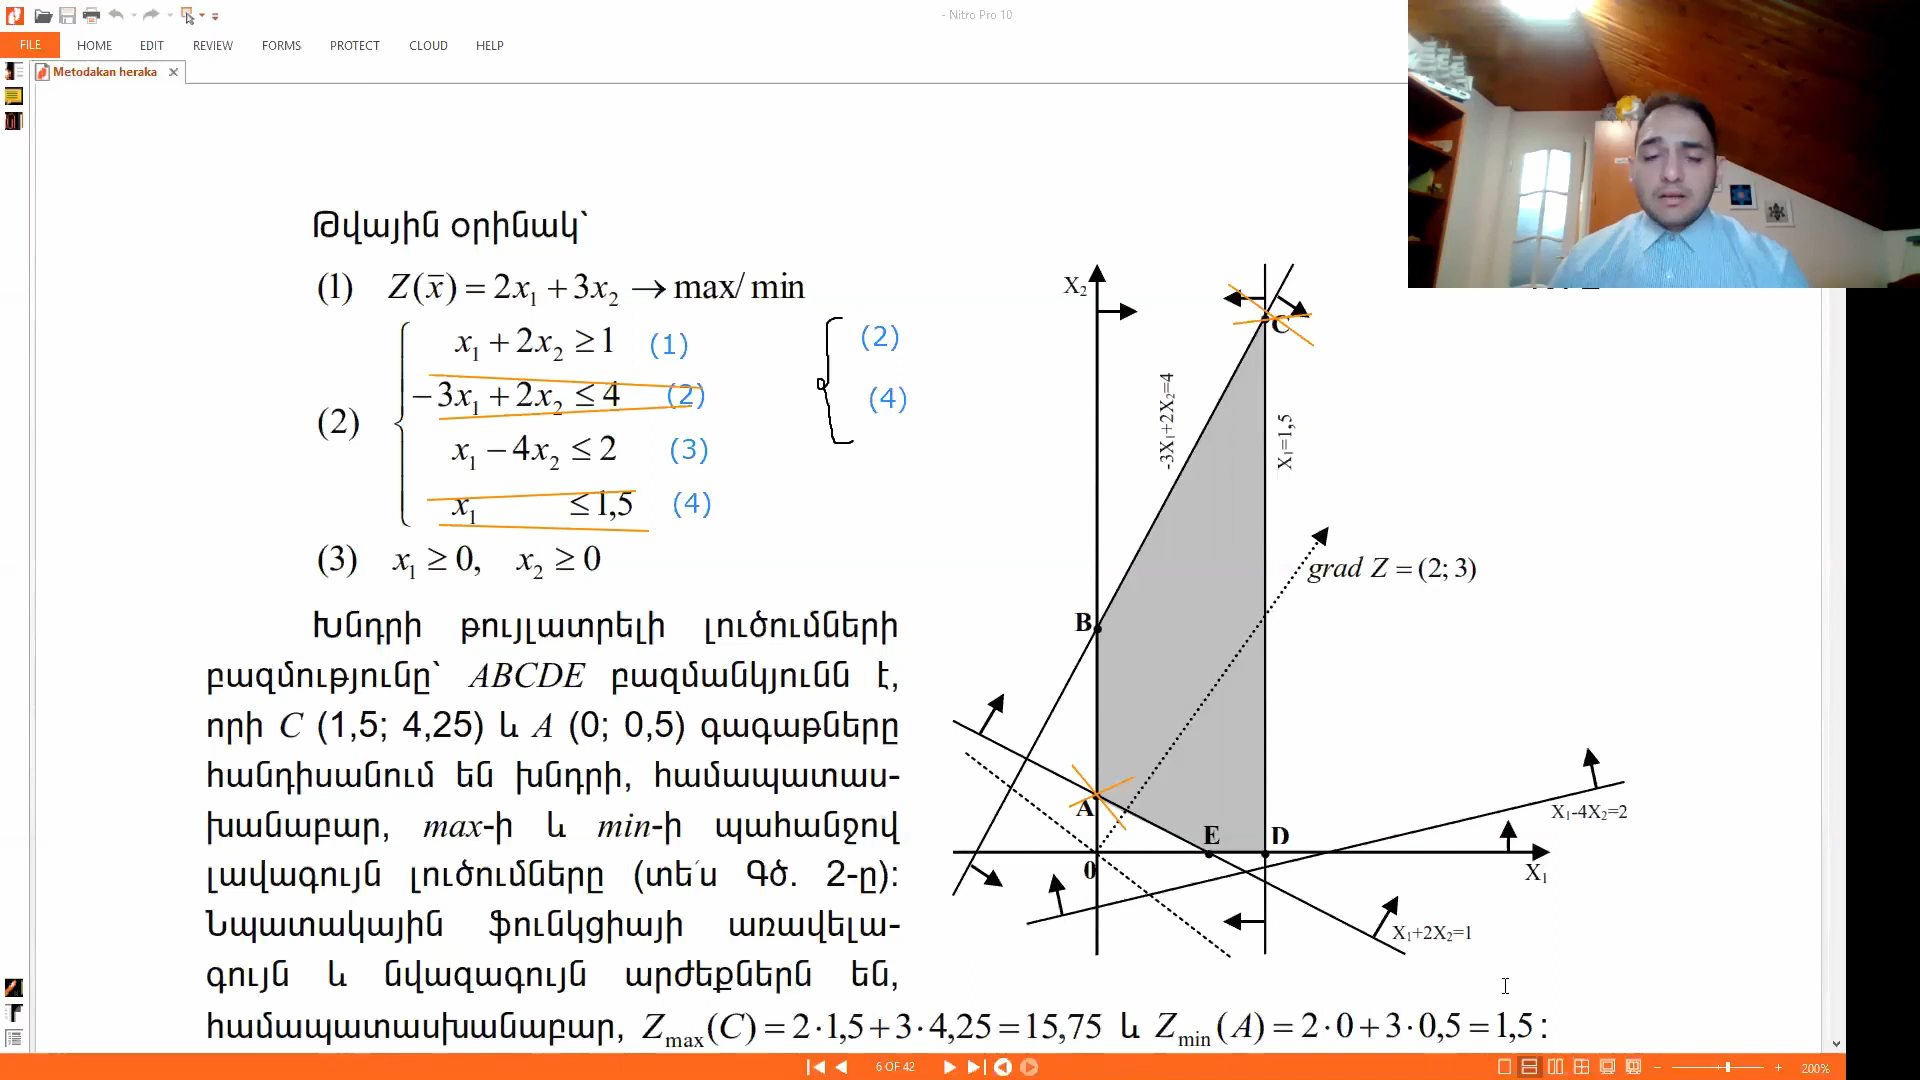 - Nitro Pro 10
FILE HOME EDIT REVIEW FORMS PROTECT CLOUD HELP
Metodakan heraka
Թվային օրինակ՝
(1) Z(x̅) = 2x₁ + 3x₂ → max/ min
x₁ + 2x₂ ≥ 1 (1)
− 3x₁ + 2x₂ ≤ 4 (2)
(2)
x₁ − 4x₂ ≤ 2 (3)
x₁ ≤ 1,5 (4)
(2)
(4)
(3) x₁ ≥ 0, x₂ ≥ 0
Խնդրի թույլատրելի լուծումների
բազմությունը՝ ABCDE բազմանկյունն է,
որի C (1,5; 4,25) և A (0; 0,5) գագաթները
հանդիսանում են խնդրի, համապատաս-
խանաբար, max-ի և min-ի պահանջով
լավագույն լուծումները (տե՛ս Գծ. 2-ը):
Նպատակային ֆունկցիայի առավելա-
գույն և նվազագույն արժեքներն են,
համապատասխանաբար, Zmax(C) = 2·1,5 + 3·4,25 = 15,75 և Zmin(A) = 2·0 + 3·0,5 = 1,5 :
X₂
C
-3X₁+2X₂=4
X₁=1,5
grad Z = (2; 3)
B
A
E
D
0
X₁-4X₂=2
X₁
X₁+2X₂=1
6 OF 42
200%